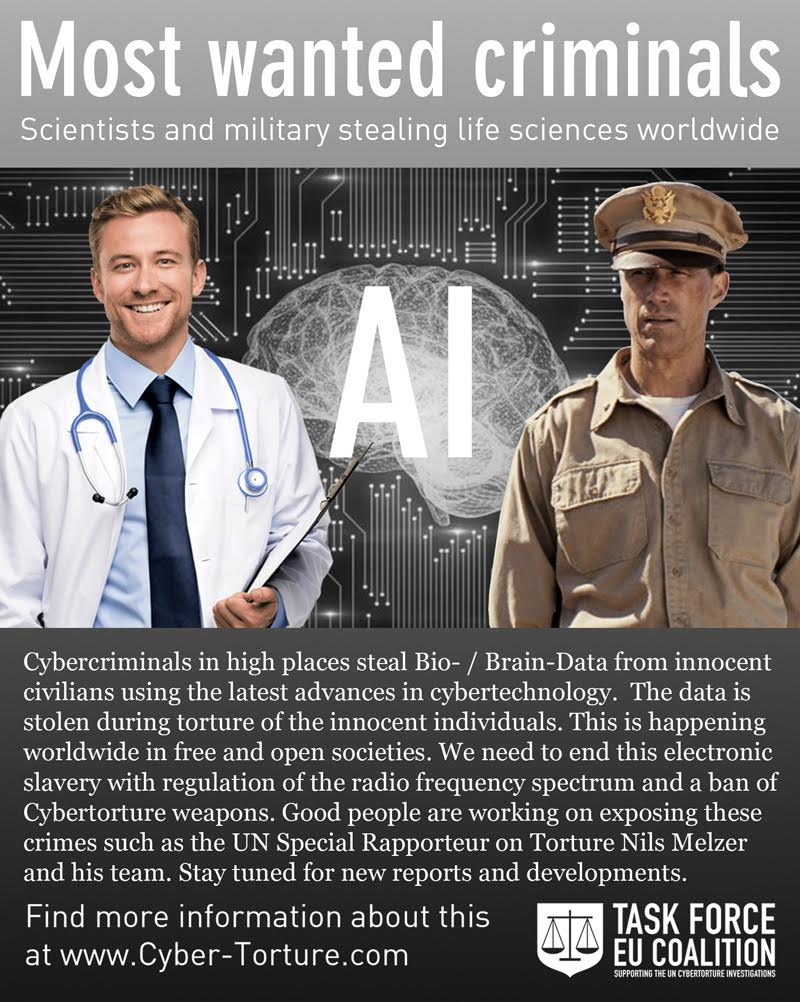 Most wanted criminals
Scientists and military stealing life sciences worldwide
AI
Cybercriminals in high places steal Bio- / Brain-Data from innocent
civilians using the latest advances in cybertechnology.  The data is
stolen during torture of the innocent individuals. This is happening
worldwide in free and open societies. We need to end this electronic
slavery with regulation of the radio frequency spectrum and a ban of
Cybertorture weapons. Good people are working on exposing these
crimes such as the UN Special Rapporteur on Torture Nils Melzer
and his team. Stay tuned for new reports and developments.
Find more information about this
at www.Cyber-Torture.com
TASK FORCE
EU COALITION
SUPPORTING THE UN CYBERTORTURE INVESTIGATIONS